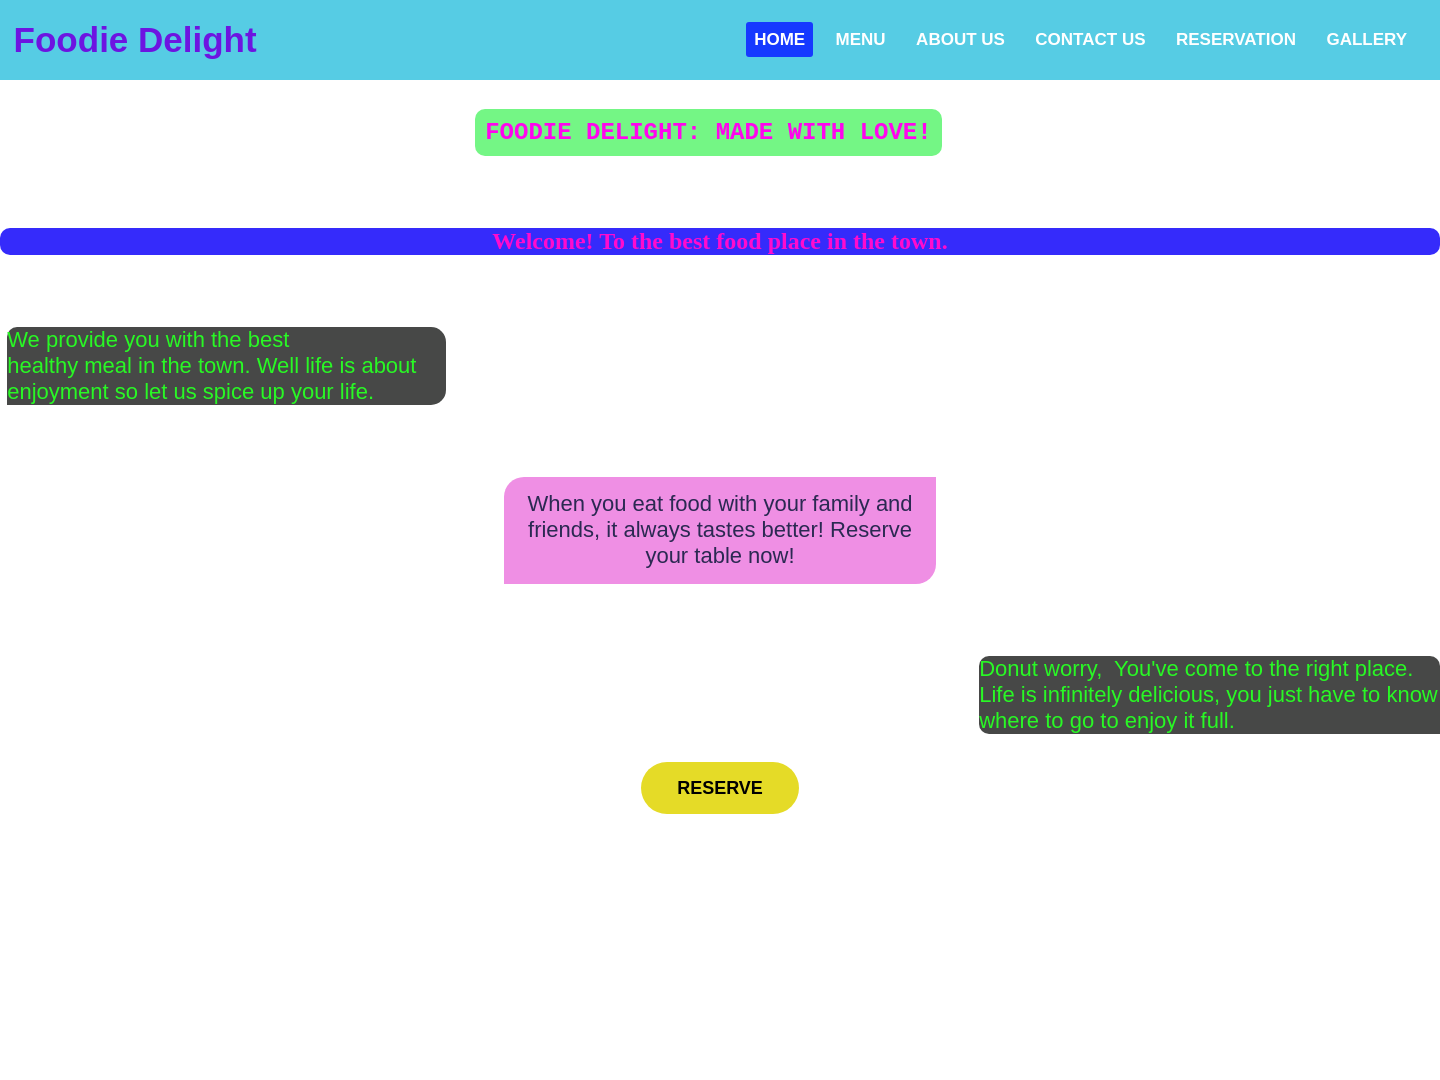 Foodie Delight
HOME MENU ABOUT US CONTACT US RESERVATION GALLERY
FOODIE DELIGHT: MADE WITH LOVE!
Welcome! To the best food place in the town.
We provide you with the best
healthy meal in the town. Well life is about
enjoyment so let us spice up your life.
When you eat food with your family and
friends, it always tastes better! Reserve
your table now!
Donut worry,  You've come to the right place.
Life is infinitely delicious, you just have to know
where to go to enjoy it full.
RESERVE